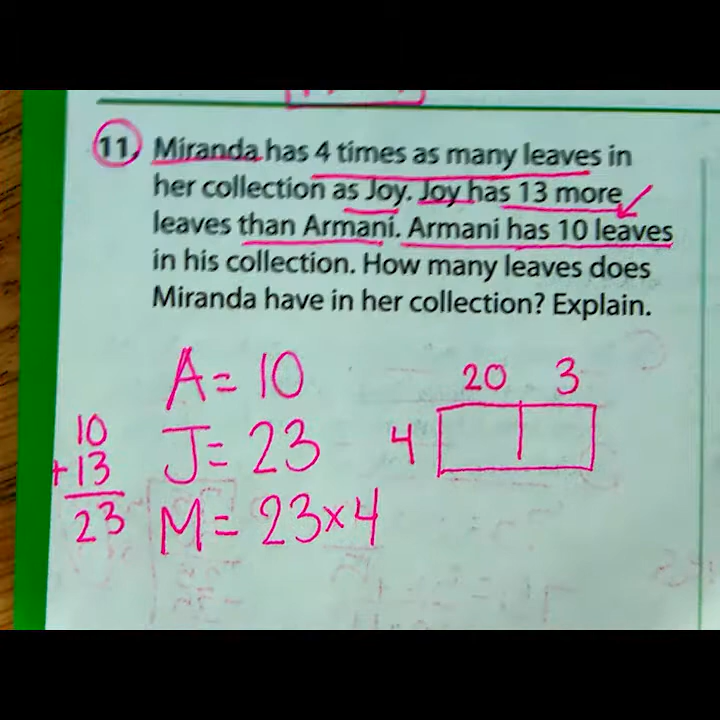 11. Miranda has 4 times as many leaves in
her collection as Joy. Joy has 13 more
leaves than Armani. Armani has 10 leaves
in his collection. How many leaves does
Miranda have in her collection? Explain.
A = 10
J = 23
M = 23 x 4
10
+ 13
23
20 3
4